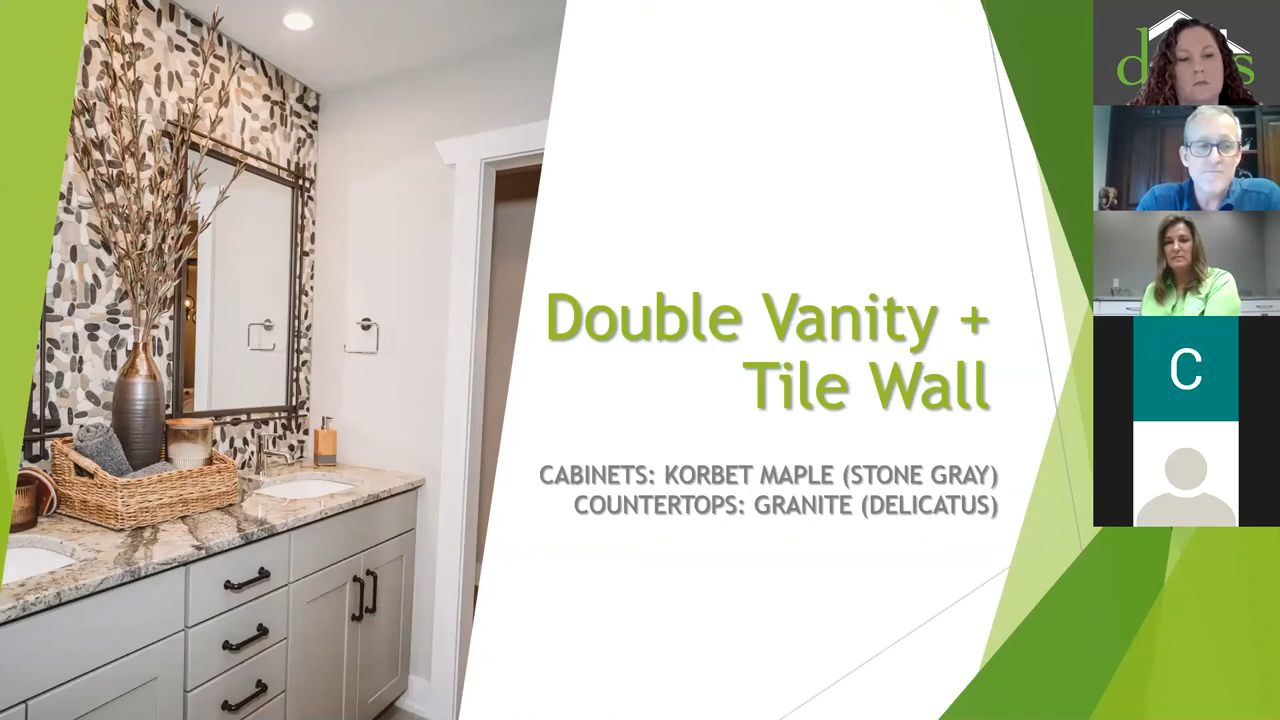 Double Vanity +
Tile Wall
CABINETS: KORBET MAPLE (STONE GRAY)
COUNTERTOPS: GRANITE (DELICATUS)
C